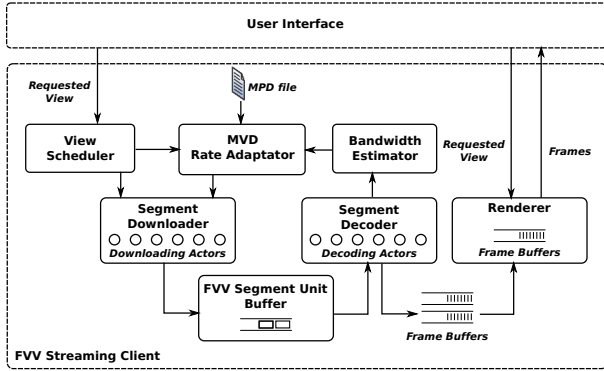 User Interface
Requested
View
MPD file
View
Scheduler
MVD
Rate Adaptator
Bandwidth
Estimator
Requested
View
Frames
Segment
Downloader
Downloading Actors
Segment
Decoder
Decoding Actors
Renderer
Frame Buffers
FVV Segment Unit
Buffer
Frame Buffers
FVV Streaming Client